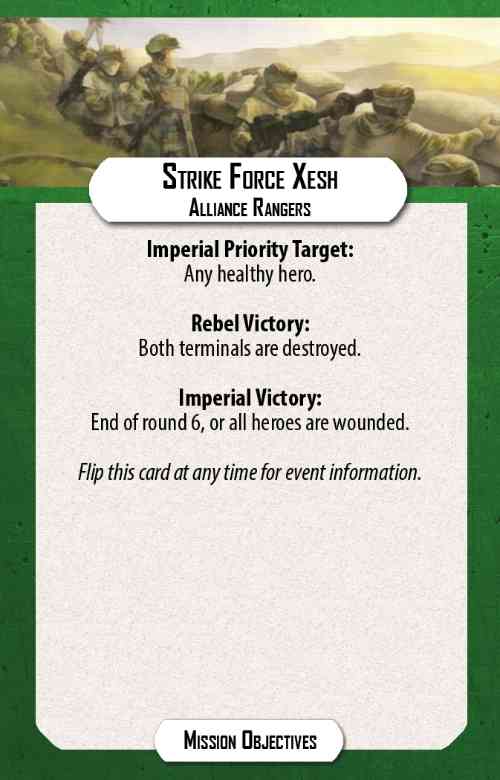 Strike Force Xesh
Alliance Rangers
Imperial Priority Target:
Any healthy hero.
Rebel Victory:
Both terminals are destroyed.
Imperial Victory:
End of round 6, or all heroes are wounded.
Flip this card at any time for event information.
Mission Objectives